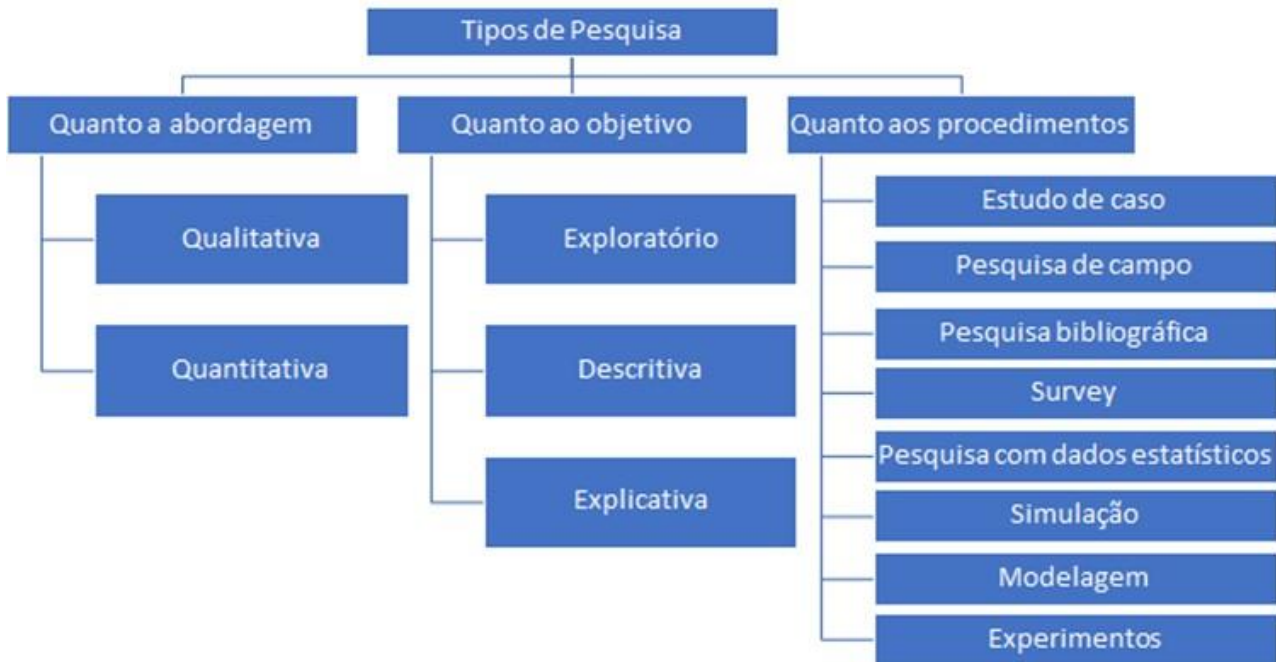 Tipos de Pesquisa
Quanto a abordagem
Qualitativa
Quantitativa
Quanto ao objetivo
Exploratório
Descritiva
Explicativa
Quanto aos procedimentos
Estudo de caso
Pesquisa de campo
Pesquisa bibliográfica
Survey
Pesquisa com dados estatísticos
Simulação
Modelagem
Experimentos